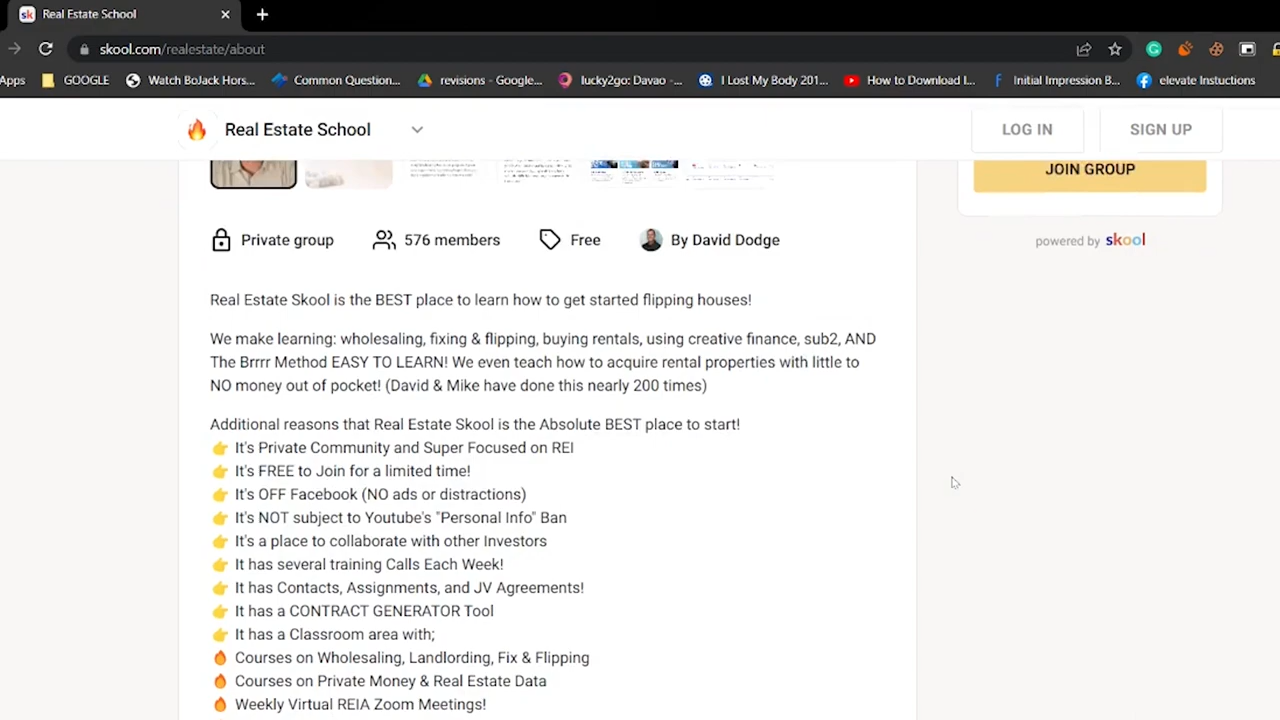 sk Real Estate School
skool.com/realestate/about
Apps GOOGLE Watch BoJack Hors... Common Question... revisions - Google... lucky2go: Davao -... I Lost My Body 201... How to Download I... Initial Impression B... elevate Instuctions
Real Estate School LOG IN SIGN UP
JOIN GROUP
Private group 576 members Free By David Dodge
powered by skool
Real Estate Skool is the BEST place to learn how to get started flipping houses!
We make learning: wholesaling, fixing & flipping, buying rentals, using creative finance, sub2, AND
The Brrrr Method EASY TO LEARN! We even teach how to acquire rental properties with little to
NO money out of pocket! (David & Mike have done this nearly 200 times)
Additional reasons that Real Estate Skool is the Absolute BEST place to start!
It's Private Community and Super Focused on REI
It's FREE to Join for a limited time!
It's OFF Facebook (NO ads or distractions)
It's NOT subject to Youtube's "Personal Info" Ban
It's a place to collaborate with other Investors
It has several training Calls Each Week!
It has Contacts, Assignments, and JV Agreements!
It has a CONTRACT GENERATOR Tool
It has a Classroom area with;
Courses on Wholesaling, Landlording, Fix & Flipping
Courses on Private Money & Real Estate Data
Weekly Virtual REIA Zoom Meetings!